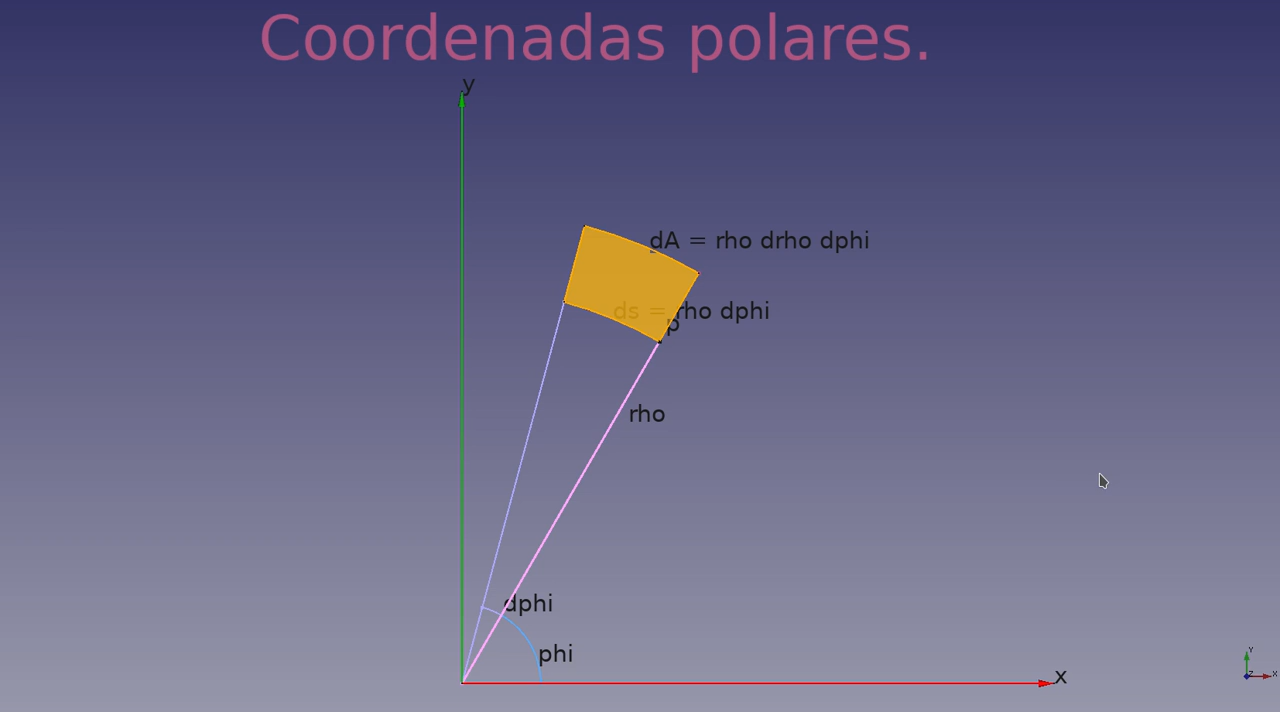 Coordenadas polares.
y
dA = rho drho dphi
ds = rho dphi
p
rho
dphi
phi
x
Y
Z
X